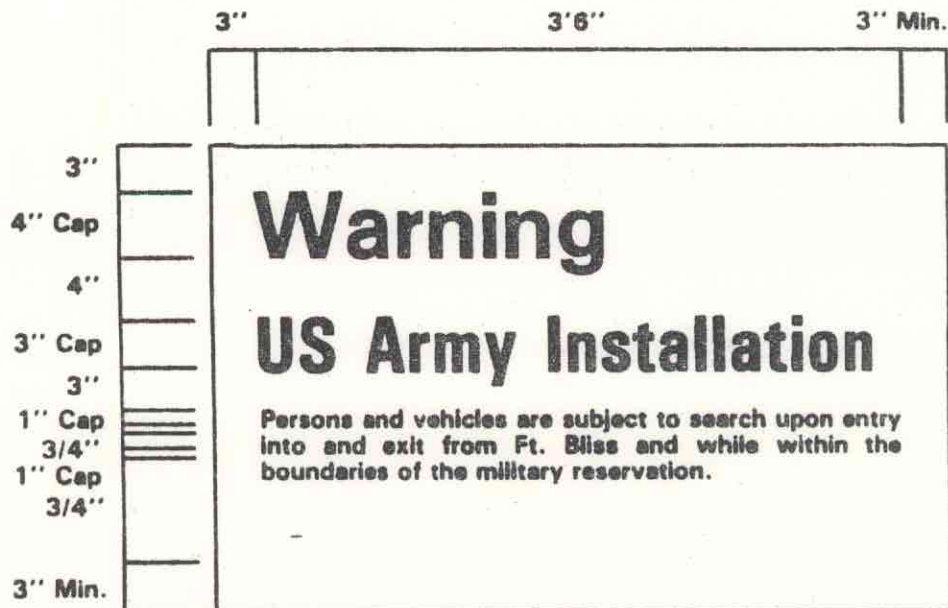 3'' 3'6'' 3'' Min.
3''
4'' Cap
4''
3'' Cap
3''
1'' Cap
3/4''
1'' Cap
3/4''
3'' Min.
Warning
US Army Installation
Persons and vehicles are subject to search upon entry
into and exit from Ft. Bliss and while within the
boundaries of the military reservation.